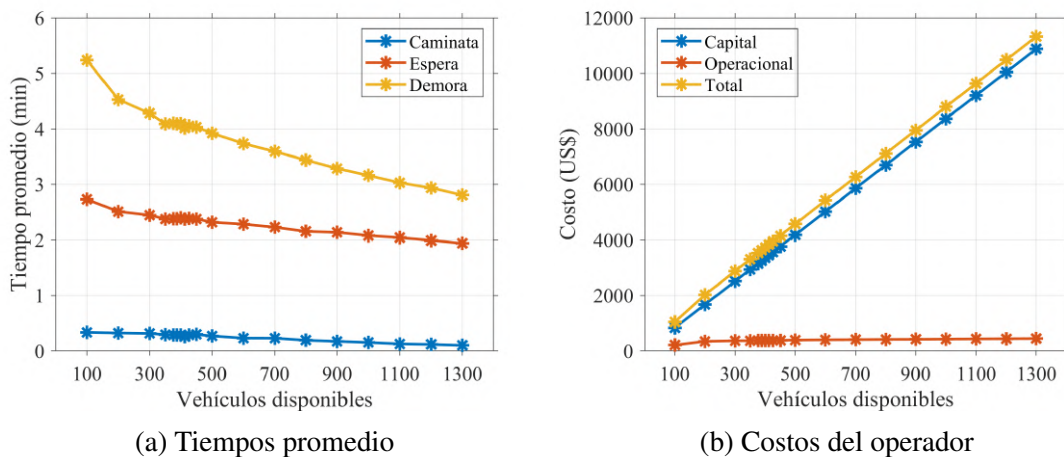 6
5
4
3
2
1
0
Tiempo promedio (min)
Caminata
Espera
Demora
100 300 500 700 900 1100 1300
Vehículos disponibles
(a) Tiempos promedio
12000
10000
8000
6000
4000
2000
0
Costo (US$)
Capital
Operacional
Total
100 300 500 700 900 1100 1300
Vehículos disponibles
(b) Costos del operador